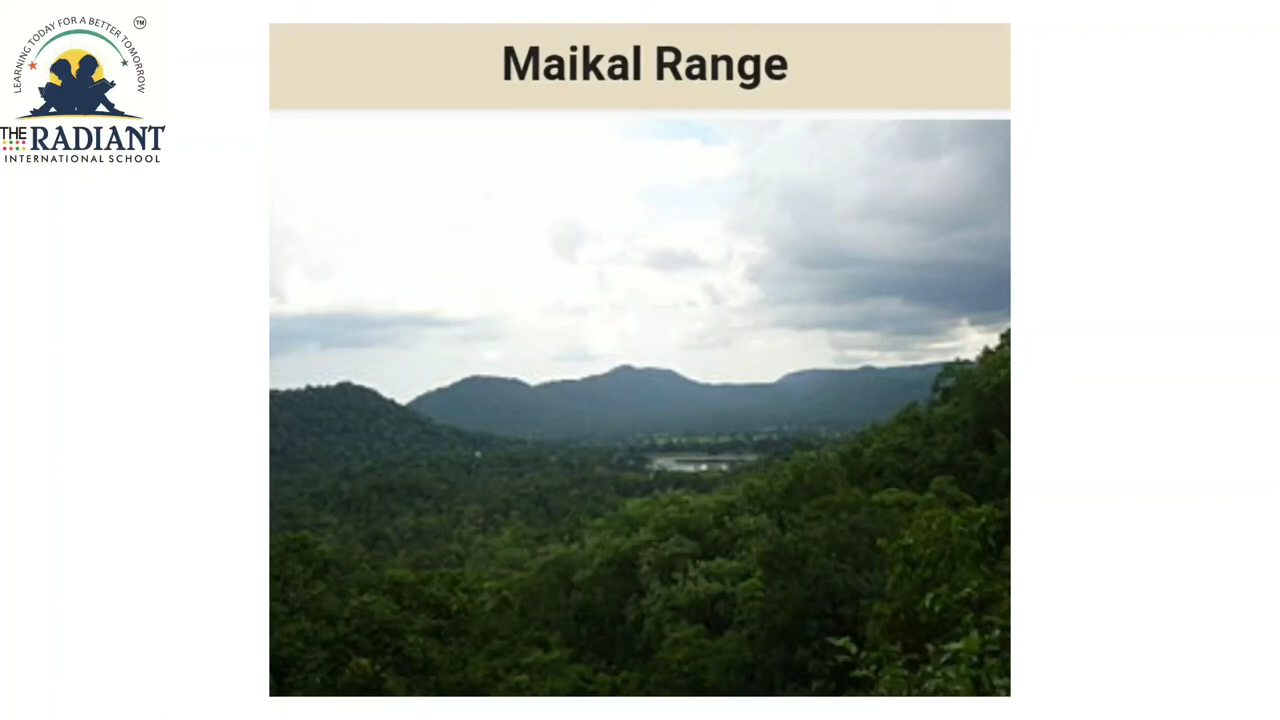 LEARNING TODAY FOR A BETTER TOMORROW
TM
THE RADIANT
INTERNATIONAL SCHOOL
Maikal Range